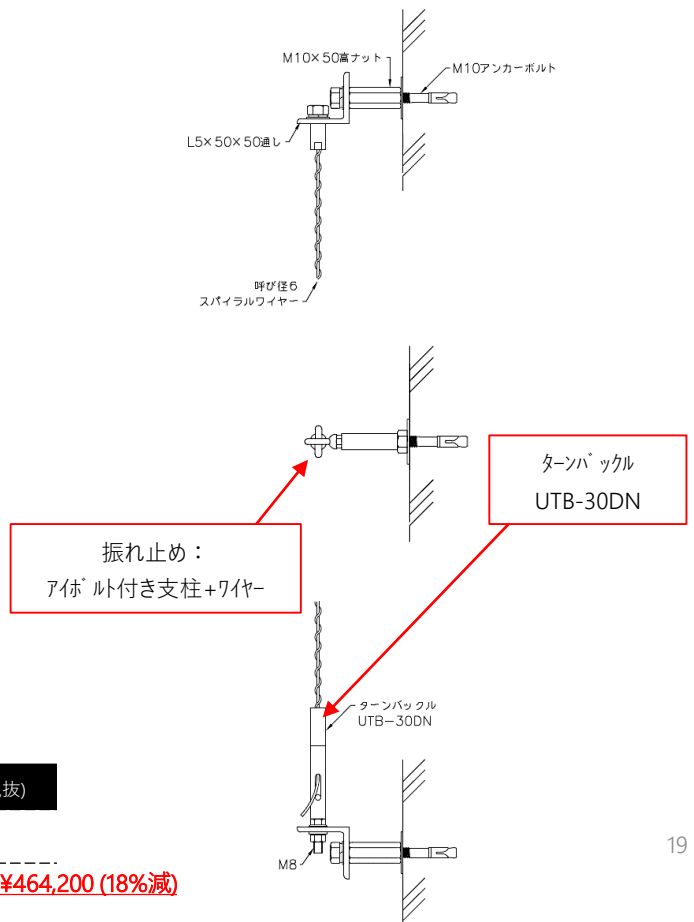 M10×50高ナット
M10アンカーボルト
L5×50×50通し
呼び径6
スパイラルワイヤー
ターンバックル
UTB-30DN
振れ止め：
アイボルト付き支柱+ワイヤー
ターンバックル
UTB-30DN
抜)
M8
19
¥464,200 (18%減)